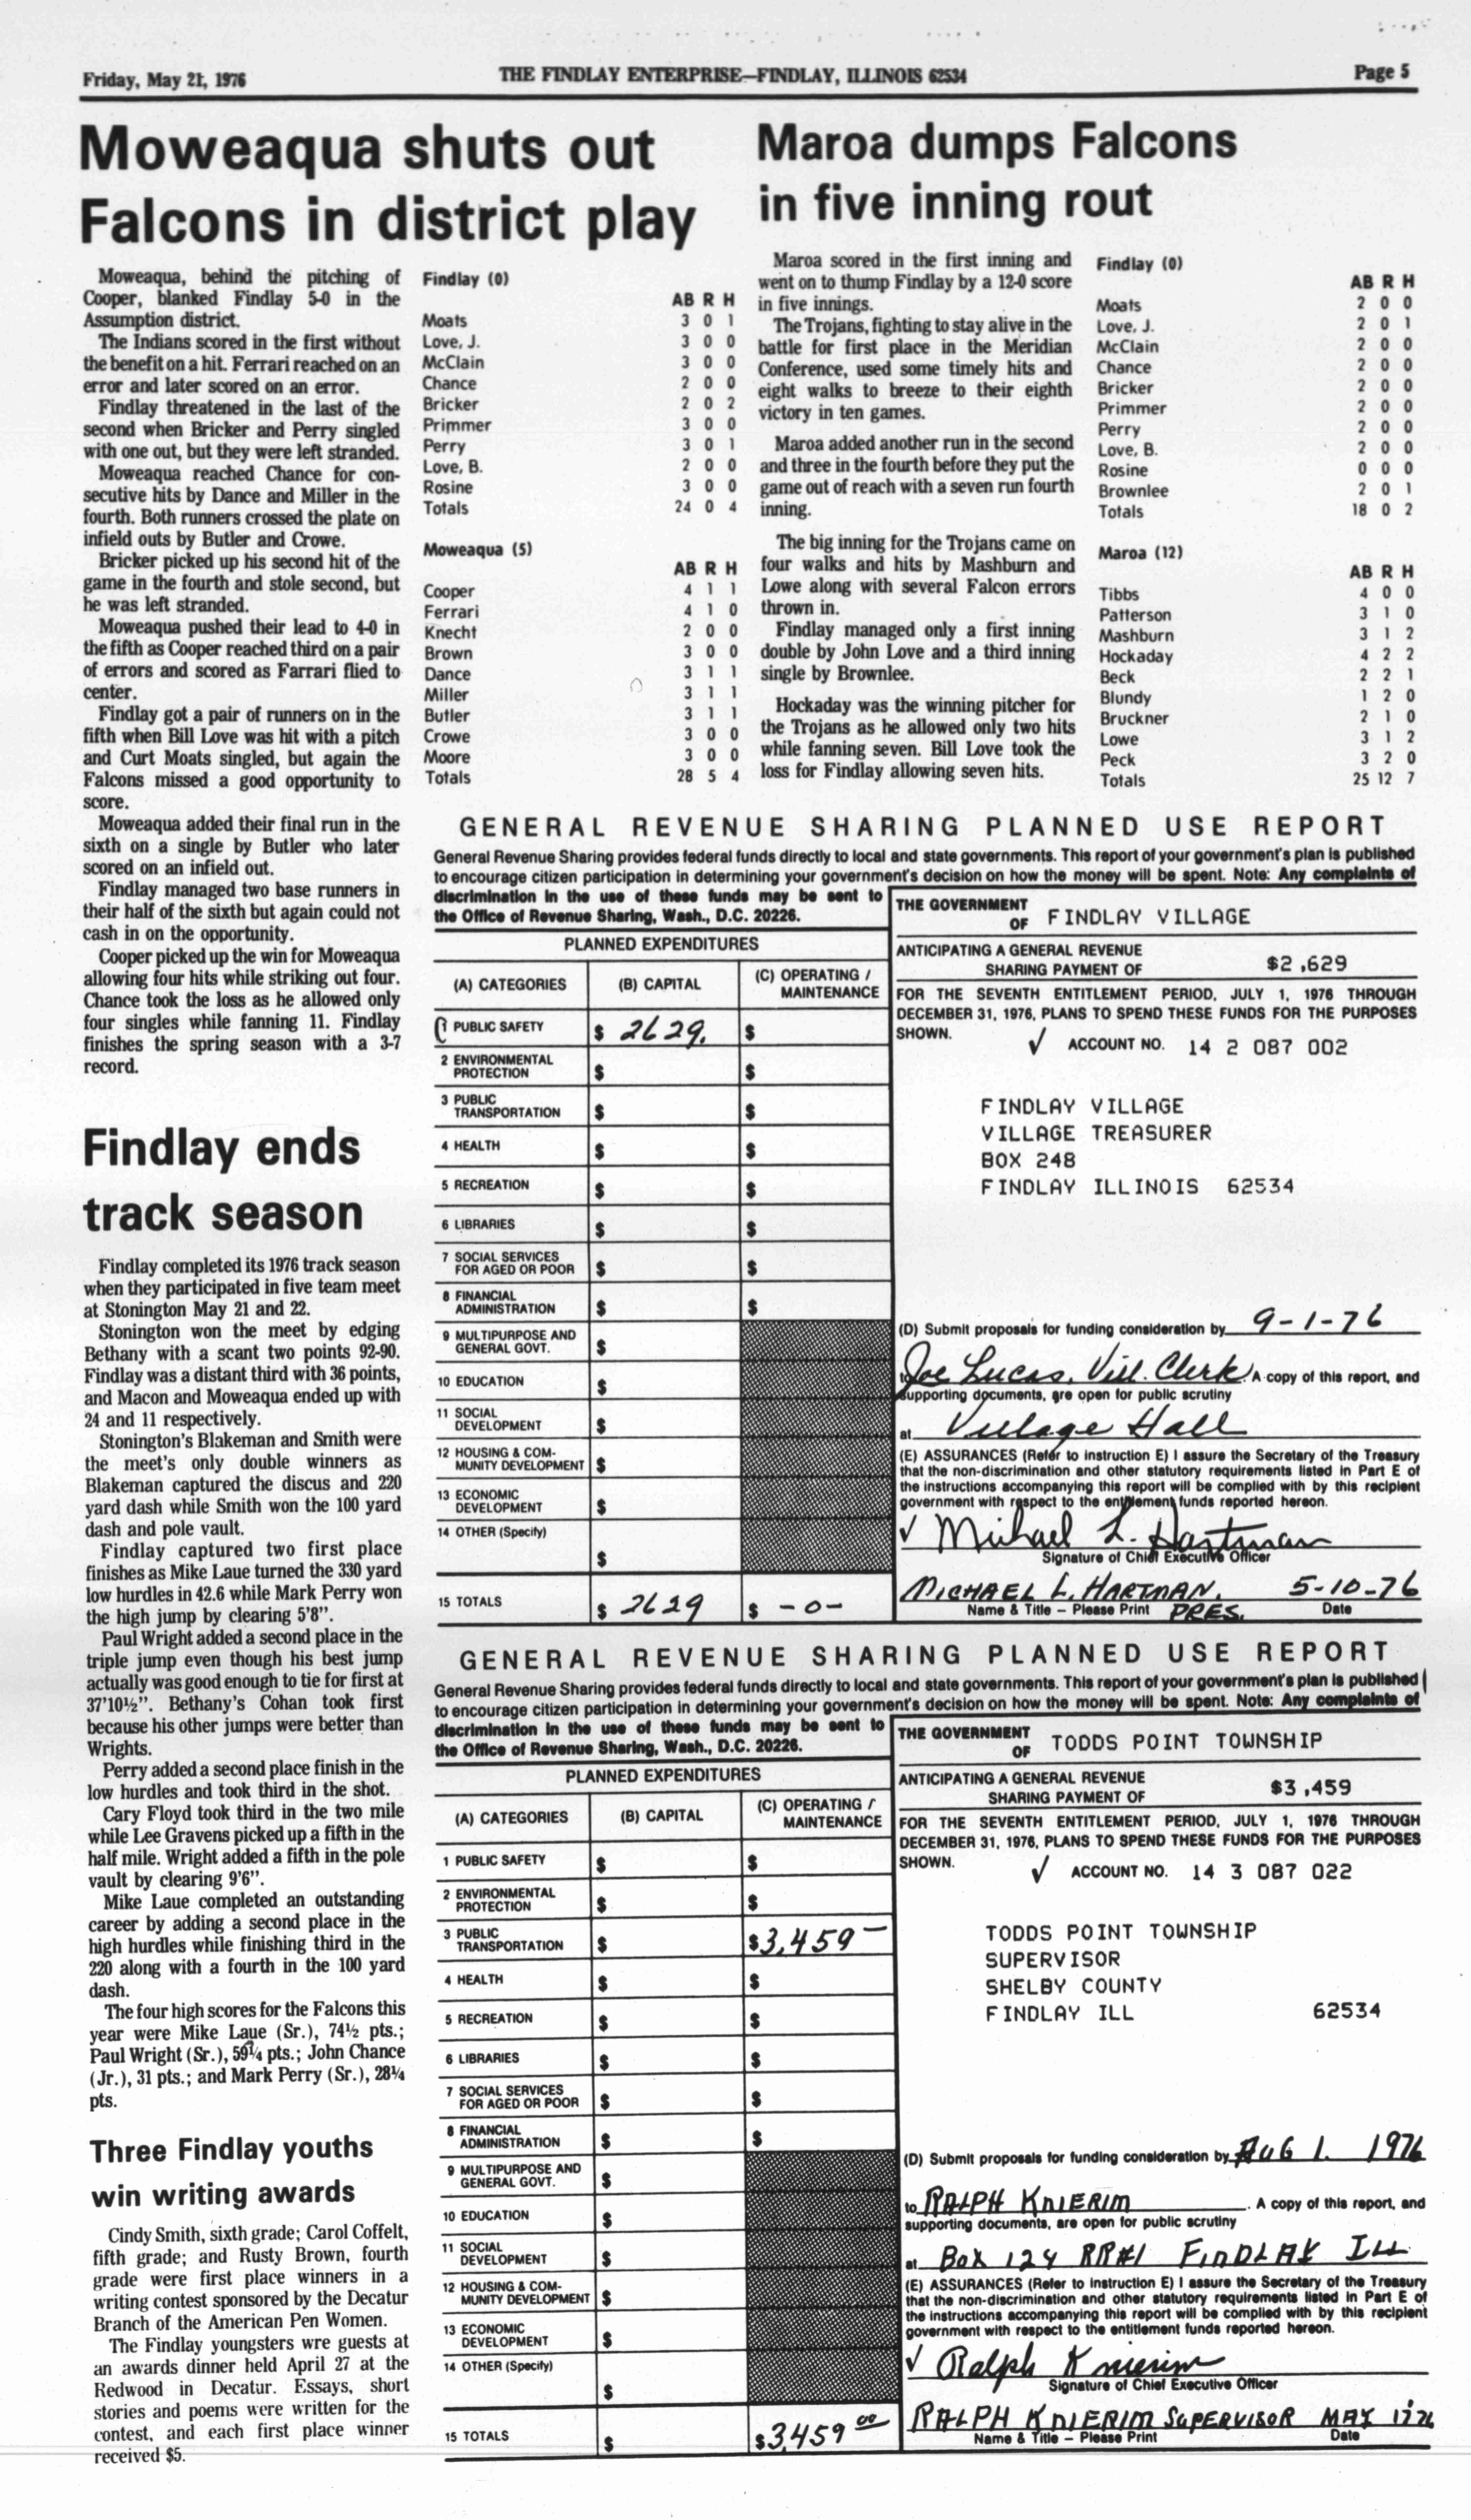 Friday, May 21, 1976
THE FINDLAY ENTERPRISE—FINDLAY, ILLINOIS 62534
Page 5
Moweaqua shuts out
Falcons in district play
Moweaqua, behind the pitching of
Cooper, blanked Findlay 5-0 in the
Assumption district.
The Indians scored in the first without
the benefit on a hit. Ferrari reached on an
error and later scored on an error.
Findlay threatened in the last of the
second when Bricker and Perry singled
with one out, but they were left stranded.
Moweaqua reached Chance for con-
secutive hits by Dance and Miller in the
fourth. Both runners crossed the plate on
infield outs by Butler and Crowe.
Bricker picked up his second hit of the
game in the fourth and stole second, but
he was left stranded.
Moweaqua pushed their lead to 4-0 in
the fifth as Cooper reached third on a pair
of errors and scored as Farrari flied to
center.
Findlay got a pair of runners on in the
fifth when Bill Love was hit with a pitch
and Curt Moats singled, but again the
Falcons missed a good opportunity to
score.
Moweaqua added their final run in the
sixth on a single by Butler who later
scored on an infield out.
Findlay managed two base runners in
their half of the sixth but again could not
cash in on the opportunity.
Cooper picked up the win for Moweaqua
allowing four hits while striking out four.
Chance took the loss as he allowed only
four singles while fanning 11. Findlay
finishes the spring season with a 3-7
record.
Findlay (0)
AB R H
Moats 3 0 1
Love, J. 3 0 0
McClain 3 0 0
Chance 2 0 0
Bricker 2 0 2
Primmer 3 0 0
Perry 3 0 1
Love, B. 2 0 0
Rosine 3 0 0
Totals 24 0 4
Moweaqua (5)
AB R H
Cooper 4 1 1
Ferrari 4 1 0
Knecht 2 0 0
Brown 3 0 0
Dance 3 1 1
Miller 3 1 1
Butler 3 1 1
Crowe 3 0 0
Moore 3 0 0
Totals 28 5 4
Maroa dumps Falcons
in five inning rout
Maroa scored in the first inning and
went on to thump Findlay by a 12-0 score
in five innings.
The Trojans, fighting to stay alive in the
battle for first place in the Meridian
Conference, used some timely hits and
eight walks to breeze to their eighth
victory in ten games.
Maroa added another run in the second
and three in the fourth before they put the
game out of reach with a seven run fourth
inning.
The big inning for the Trojans came on
four walks and hits by Mashburn and
Lowe along with several Falcon errors
thrown in.
Findlay managed only a first inning
double by John Love and a third inning
single by Brownlee.
Hockaday was the winning pitcher for
the Trojans as he allowed only two hits
while fanning seven. Bill Love took the
loss for Findlay allowing seven hits.
Findlay (0)
AB R H
Moats 2 0 0
Love, J. 2 0 1
McClain 2 0 0
Chance 2 0 0
Bricker 2 0 0
Primmer 2 0 0
Perry 2 0 0
Love, B. 2 0 0
Rosine 0 0 0
Brownlee 2 0 1
Totals 18 0 2
Maroa (12)
AB R H
Tibbs 4 0 0
Patterson 3 1 0
Mashburn 3 1 2
Hockaday 4 2 2
Beck 2 2 1
Blundy 1 2 0
Bruckner 2 1 0
Lowe 3 1 2
Peck 3 2 0
Totals 25 12 7
Findlay ends
track season
Findlay completed its 1976 track season
when they participated in five team meet
at Stonington May 21 and 22.
Stonington won the meet by edging
Bethany with a scant two points 92-90.
Findlay was a distant third with 36 points,
and Macon and Moweaqua ended up with
24 and 11 respectively.
Stonington's Blakeman and Smith were
the meet's only double winners as
Blakeman captured the discus and 220
yard dash while Smith won the 100 yard
dash and pole vault.
Findlay captured two first place
finishes as Mike Laue turned the 330 yard
low hurdles in 42.6 while Mark Perry won
the high jump by clearing 5'8".
Paul Wright added a second place in the
triple jump even though his best jump
actually was good enough to tie for first at
37'10½". Bethany's Cohan took first
because his other jumps were better than
Wrights.
Perry added a second place finish in the
low hurdles and took third in the shot.
Cary Floyd took third in the two mile
while Lee Gravens picked up a fifth in the
half mile. Wright added a fifth in the pole
vault by clearing 9'6".
Mike Laue completed an outstanding
career by adding a second place in the
high hurdles while finishing third in the
220 along with a fourth in the 100 yard
dash.
The four high scores for the Falcons this
year were Mike Laue (Sr.), 74½ pts.;
Paul Wright (Sr.), 59¼ pts.; John Chance
(Jr.), 31 pts.; and Mark Perry (Sr.), 28¼
pts.
Three Findlay youths
win writing awards
Cindy Smith, sixth grade; Carol Coffelt,
fifth grade; and Rusty Brown, fourth
grade were first place winners in a
writing contest sponsored by the Decatur
Branch of the American Pen Women.
The Findlay youngsters wre guests at
an awards dinner held April 27 at the
Redwood in Decatur. Essays, short
stories and poems were written for the
contest, and each first place winner
received $5.
GENERAL REVENUE SHARING PLANNED USE REPORT
General Revenue Sharing provides federal funds directly to local and state governments. This report of your government's plan is published
to encourage citizen participation in determining your government's decision on how the money will be spent. Note: Any complaints of
discrimination in the use of these funds may be sent to
the Office of Revenue Sharing, Wash., D.C. 20226.
PLANNED EXPENDITURES
(A) CATEGORIES (B) CAPITAL (C) OPERATING / MAINTENANCE
1 PUBLIC SAFETY $ 2629. $
2 ENVIRONMENTAL PROTECTION $ $
3 PUBLIC TRANSPORTATION $ $
4 HEALTH $ $
5 RECREATION $ $
6 LIBRARIES $ $
7 SOCIAL SERVICES FOR AGED OR POOR $ $
8 FINANCIAL ADMINISTRATION $ $
9 MULTIPURPOSE AND GENERAL GOVT. $
10 EDUCATION $
11 SOCIAL DEVELOPMENT $
12 HOUSING & COM- MUNITY DEVELOPMENT $
13 ECONOMIC DEVELOPMENT $
14 OTHER (Specify) $
15 TOTALS $ 2629 $ -0-
THE GOVERNMENT OF FINDLAY VILLAGE
ANTICIPATING A GENERAL REVENUE
SHARING PAYMENT OF $2,629
FOR THE SEVENTH ENTITLEMENT PERIOD, JULY 1, 1976 THROUGH
DECEMBER 31, 1976, PLANS TO SPEND THESE FUNDS FOR THE PURPOSES
SHOWN.
✓ ACCOUNT NO. 14 2 087 002
FINDLAY VILLAGE
VILLAGE TREASURER
BOX 248
FINDLAY ILLINOIS 62534
(D) Submit proposals for funding consideration by 9-1-76
to Joe Lucas, Vill. Clerk. A copy of this report, and
supporting documents, are open for public scrutiny
at Village Hall
(E) ASSURANCES (Refer to instruction E) I assure the Secretary of the Treasury
that the non-discrimination and other statutory requirements listed in Part E of
the instructions accompanying this report will be complied with by this recipient
government with respect to the entitlement funds reported hereon.
✓ Michael L. Hartman
Signature of Chief Executive Officer
MICHAEL L. HARTMAN. PRES. 5-10-76
Name & Title – Please Print Date
GENERAL REVENUE SHARING PLANNED USE REPORT
General Revenue Sharing provides federal funds directly to local and state governments. This report of your government's plan is published
to encourage citizen participation in determining your government's decision on how the money will be spent. Note: Any complaints of
discrimination in the use of these funds may be sent to
the Office of Revenue Sharing, Wash., D.C. 20226.
PLANNED EXPENDITURES
(A) CATEGORIES (B) CAPITAL (C) OPERATING / MAINTENANCE
1 PUBLIC SAFETY $ $
2 ENVIRONMENTAL PROTECTION $ $
3 PUBLIC TRANSPORTATION $ $3,459 —
4 HEALTH $ $
5 RECREATION $ $
6 LIBRARIES $ $
7 SOCIAL SERVICES FOR AGED OR POOR $ $
8 FINANCIAL ADMINISTRATION $ $
9 MULTIPURPOSE AND GENERAL GOVT. $
10 EDUCATION $
11 SOCIAL DEVELOPMENT $
12 HOUSING & COM- MUNITY DEVELOPMENT $
13 ECONOMIC DEVELOPMENT $
14 OTHER (Specify) $
15 TOTALS $ $3,459 00
THE GOVERNMENT OF TODDS POINT TOWNSHIP
ANTICIPATING A GENERAL REVENUE
SHARING PAYMENT OF $3,459
FOR THE SEVENTH ENTITLEMENT PERIOD, JULY 1, 1976 THROUGH
DECEMBER 31, 1976, PLANS TO SPEND THESE FUNDS FOR THE PURPOSES
SHOWN.
✓ ACCOUNT NO. 14 3 087 022
TODDS POINT TOWNSHIP
SUPERVISOR
SHELBY COUNTY
FINDLAY ILL 62534
(D) Submit proposals for funding consideration by AUG 1. 1976
to RALPH KNIERIM. A copy of this report, and
supporting documents, are open for public scrutiny
at BOX 124 RR#1 FINDLAY ILL
(E) ASSURANCES (Refer to instruction E) I assure the Secretary of the Treasury
that the non-discrimination and other statutory requirements listed in Part E of
the instructions accompanying this report will be complied with by this recipient
government with respect to the entitlement funds reported hereon.
✓ Ralph Knierim
Signature of Chief Executive Officer
RALPH KNIERIM SUPERVISOR MAY
Name & Title – Please Print Date